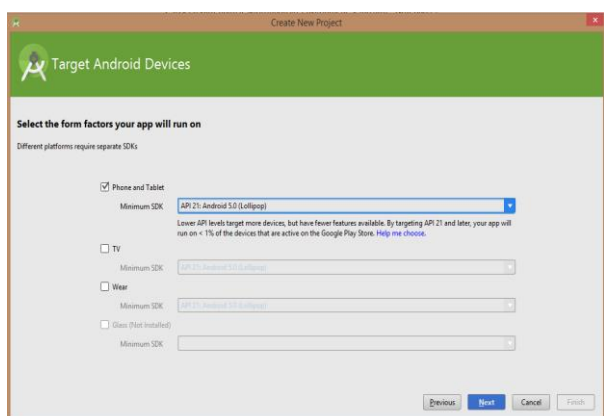 Create New Project
Target Android Devices
Select the form factors your app will run on
Different platforms require separate SDKs
Phone and Tablet
Minimum SDK
API 21: Android 5.0 (Lollipop)
Lower API levels target more devices, but have fewer features available. By targeting API 21 and later, your app will
run on < 1% of the devices that are active on the Google Play Store. Help me choose.
TV
Minimum SDK
API 21: Android 5.0 (Lollipop)
Wear
Minimum SDK
API 21: Android 5.0 (Lollipop)
Glass (Not Installed)
Minimum SDK
Previous Next Cancel Finish